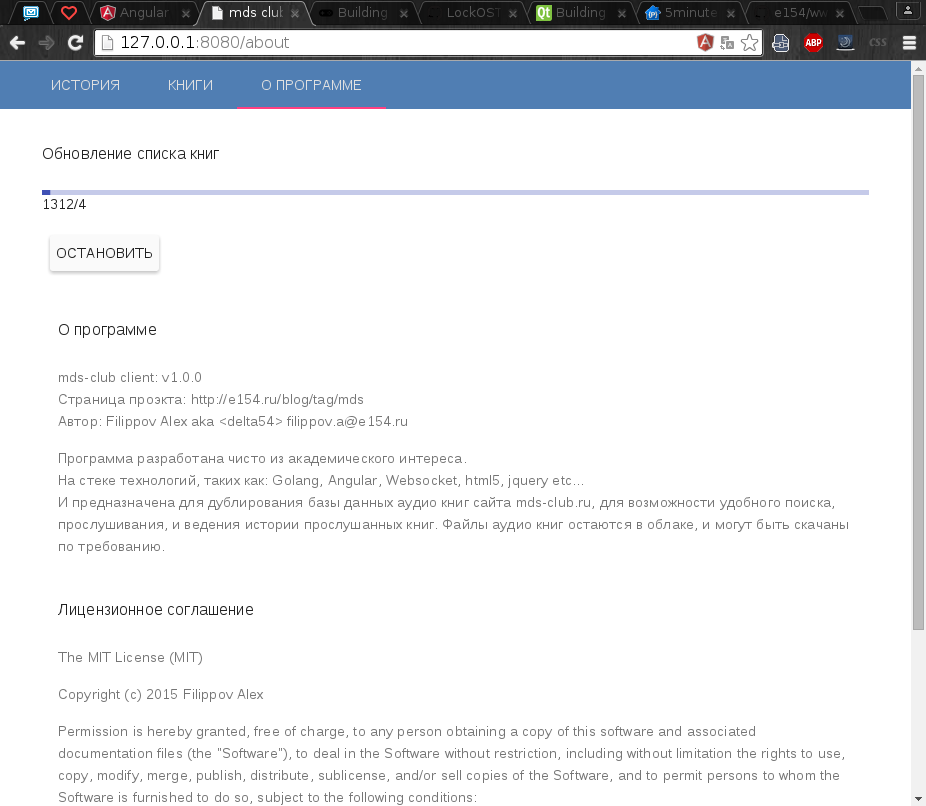 Angular
mds clu
Building
LockOST
Building
5minute
e154/ww
127.0.0.1:8080/about
ABP
CSS
ИСТОРИЯ КНИГИ О ПРОГРАММЕ
Обновление списка книг
1312/4
ОСТАНОВИТЬ
О программе
mds-club client: v1.0.0
Страница проэкта: http://e154.ru/blog/tag/mds
Автор: Filippov Alex aka <delta54> filippov.a@e154.ru
Программа разработана чисто из академического интереса.
На стеке технологий, таких как: Golang, Angular, Websocket, html5, jquery etc...
И предназначена для дублирования базы данных аудио книг сайта mds-club.ru, для возможности удобного поиска,
прослушивания, и ведения истории прослушанных книг. Файлы аудио книг остаются в облаке, и могут быть скачаны
по требованию.
Лицензионное соглашение
The MIT License (MIT)
Copyright (c) 2015 Filippov Alex
Permission is hereby granted, free of charge, to any person obtaining a copy of this software and associated
documentation files (the "Software"), to deal in the Software without restriction, including without limitation the rights to use,
copy, modify, merge, publish, distribute, sublicense, and/or sell copies of the Software, and to permit persons to whom the
Software is furnished to do so, subject to the following conditions: